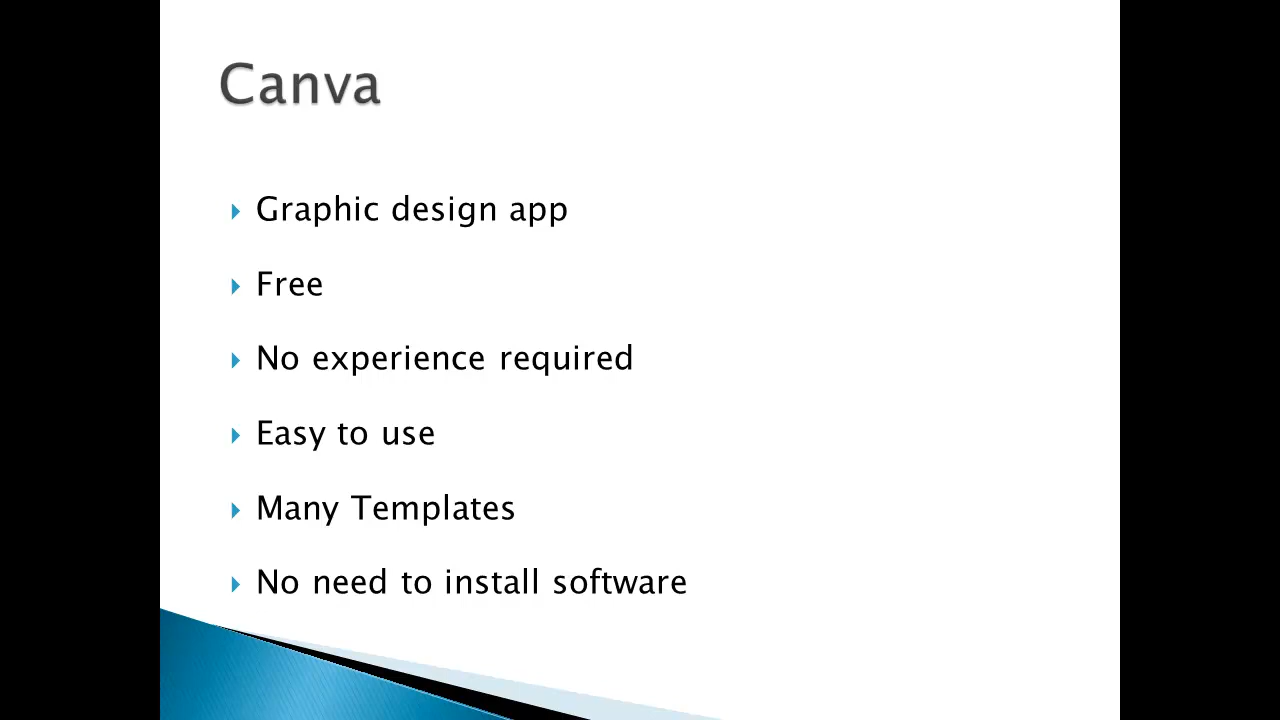 Canva
Graphic design app
Free
No experience required
Easy to use
Many Templates
No need to install software